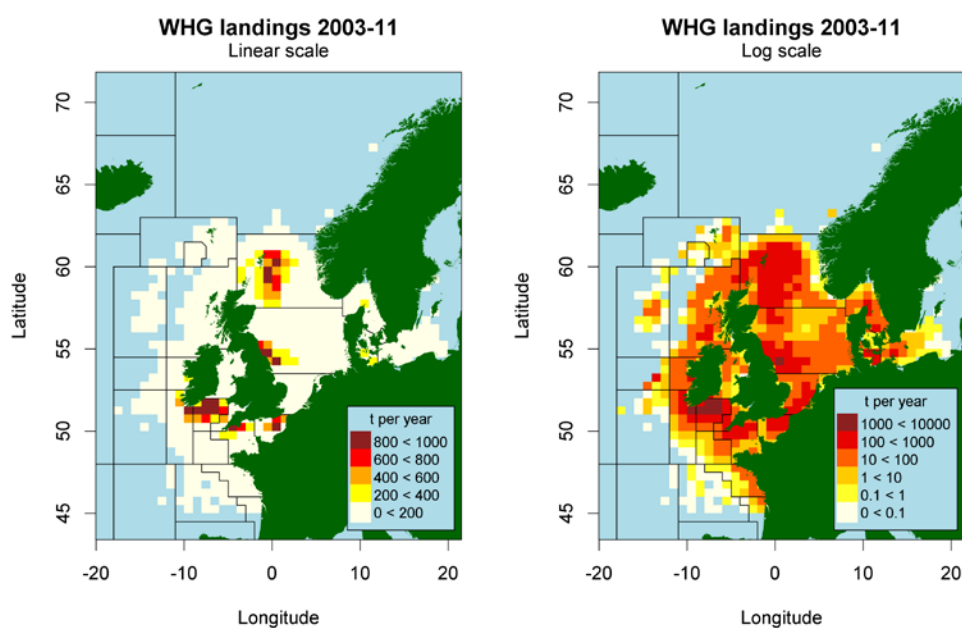 WHG landings 2003-11
Linear scale
70
65
60
55
50
45
Latitude
-20 -10 0 10 20
Longitude
t per year
800 < 1000
600 < 800
400 < 600
200 < 400
0 < 200
WHG landings 2003-11
Log scale
70
65
60
55
50
45
Latitude
-20 -10 0 10 20
Longitude
t per year
1000 < 10000
100 < 1000
10 < 100
1 < 10
0.1 < 1
0 < 0.1